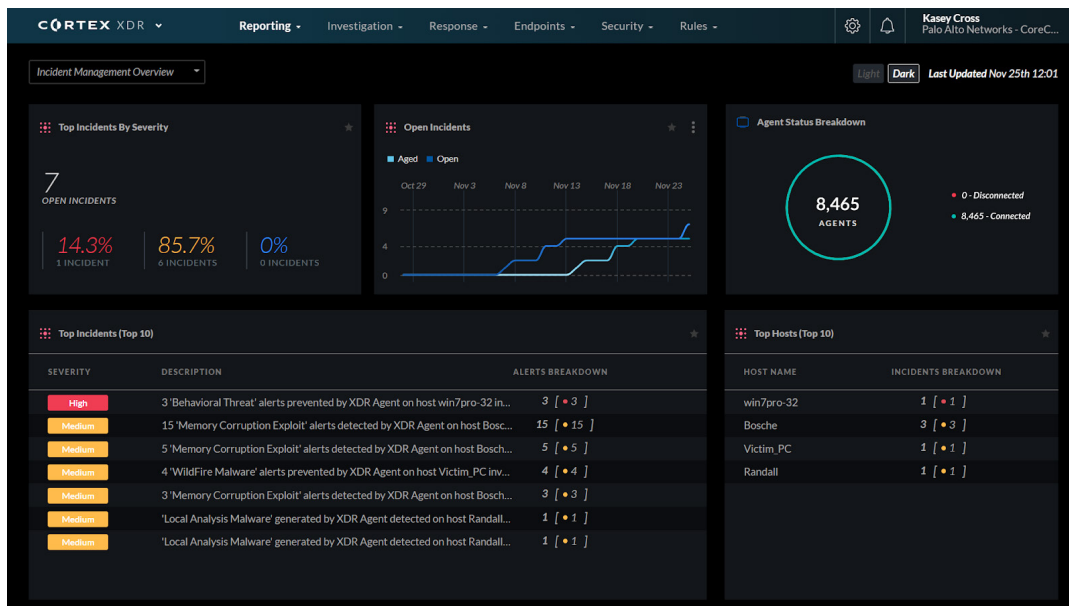 CORTEX XDR
Reporting
Investigation
Response
Endpoints
Security
Rules
Kasey Cross
Palo Alto Networks - CoreC...
Incident Management Overview
Light
Dark
Last Updated Nov 25th 12:01
Top Incidents By Severity
7
OPEN INCIDENTS
14.3%
1 INCIDENT
85.7%
6 INCIDENTS
0%
0 INCIDENTS
Open Incidents
Aged
Open
Oct 29 Nov 3 Nov 8 Nov 13 Nov 18 Nov 23
9
4
0
Agent Status Breakdown
8,465
AGENTS
0 - Disconnected
8,465 - Connected
Top Incidents (Top 10)
SEVERITY DESCRIPTION ALERTS BREAKDOWN
High 3 'Behavioral Threat' alerts prevented by XDR Agent on host win7pro-32 in... 3 [ • 3 ]
Medium 15 'Memory Corruption Exploit' alerts detected by XDR Agent on host Bosc... 15 [ • 15 ]
Medium 5 'Memory Corruption Exploit' alerts detected by XDR Agent on host Bosch... 5 [ • 5 ]
Medium 4 'WildFire Malware' alerts prevented by XDR Agent on host Victim_PC inv... 4 [ • 4 ]
Medium 3 'Memory Corruption Exploit' alerts detected by XDR Agent on host Bosch... 3 [ • 3 ]
Medium 'Local Analysis Malware' generated by XDR Agent detected on host Randall... 1 [ • 1 ]
Medium 'Local Analysis Malware' generated by XDR Agent detected on host Randall... 1 [ • 1 ]
Top Hosts (Top 10)
HOST NAME INCIDENTS BREAKDOWN
win7pro-32 1 [ • 1 ]
Bosche 3 [ • 3 ]
Victim_PC 1 [ • 1 ]
Randall 1 [ • 1 ]